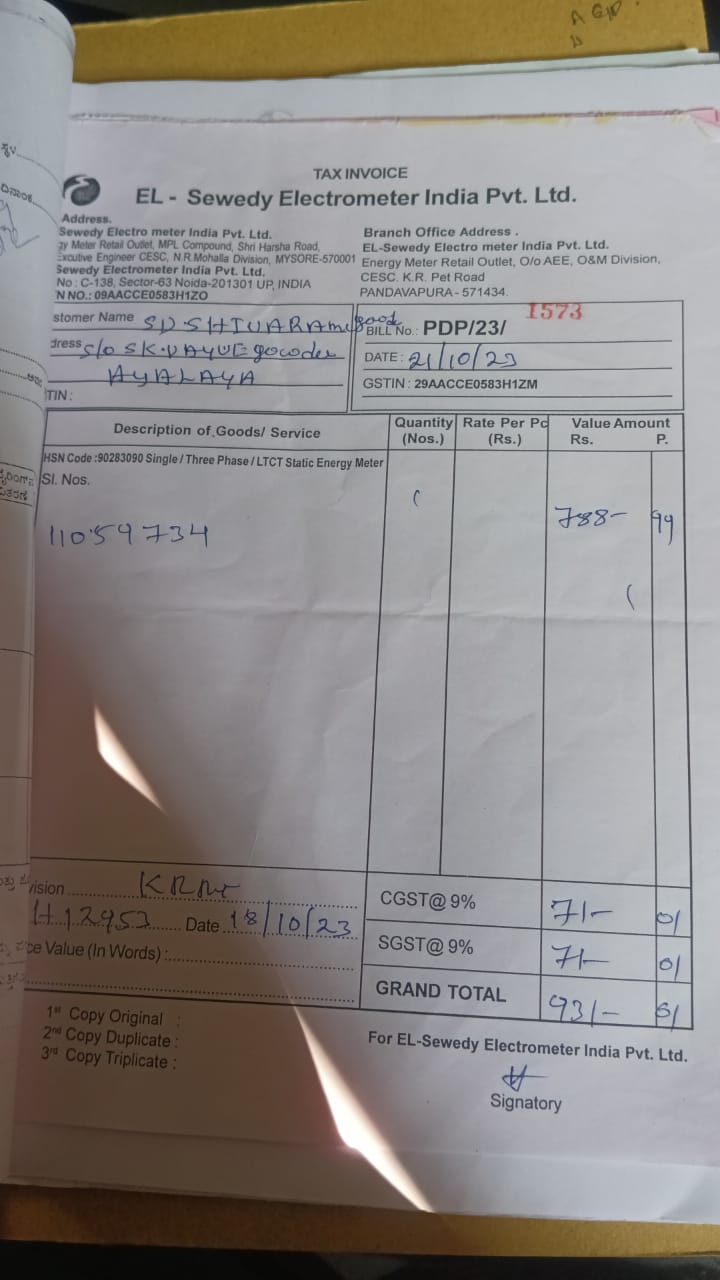 A
TAX INVOICE
EL - Sewedy Electrometer India Pvt. Ltd.
Address.
Sewedy Electro meter India Pvt. Ltd.
gy Meter Retail Outlet, MPL Compound, Shri Harsha Road,
Executive Engineer CESC, N.R.Mohalla Division, MYSORE-570001
Sewedy Electrometer India Pvt. Ltd.
No : C-138, Sector-63 Noida-201301 UP, INDIA
N NO.: 09AACCE0583H1ZO
Branch Office Address .
EL-Sewedy Electro meter India Pvt. Ltd.
Energy Meter Retail Outlet, O/o AEE, O&M Division,
CESC. K.R. Pet Road
PANDAVAPURA - 571434.
stomer Name SD SHIVARAMegood
dress s/o SK
AYALAYA
TIN :
1573
BILL No.: PDP/23/
DATE : 21/10/23
GSTIN : 29AACCE0583H1ZM
Description of Goods/ Service Quantity (Nos.) Rate Per Pc (Rs.) Value Amount Rs. P.
HSN Code :90283090 Single / Three Phase / LTCT Static Energy Meter
Sl. Nos.
11059734 788- 99
vision
H12953 Date 18/10/23
ce Value (In Words) :
CGST@ 9% 71- 01
SGST@ 9% 71- 01
GRAND TOTAL 931-
1st Copy Original :
2nd Copy Duplicate :
3rd Copy Triplicate :
For EL-Sewedy Electrometer India Pvt. Ltd.
Signatory